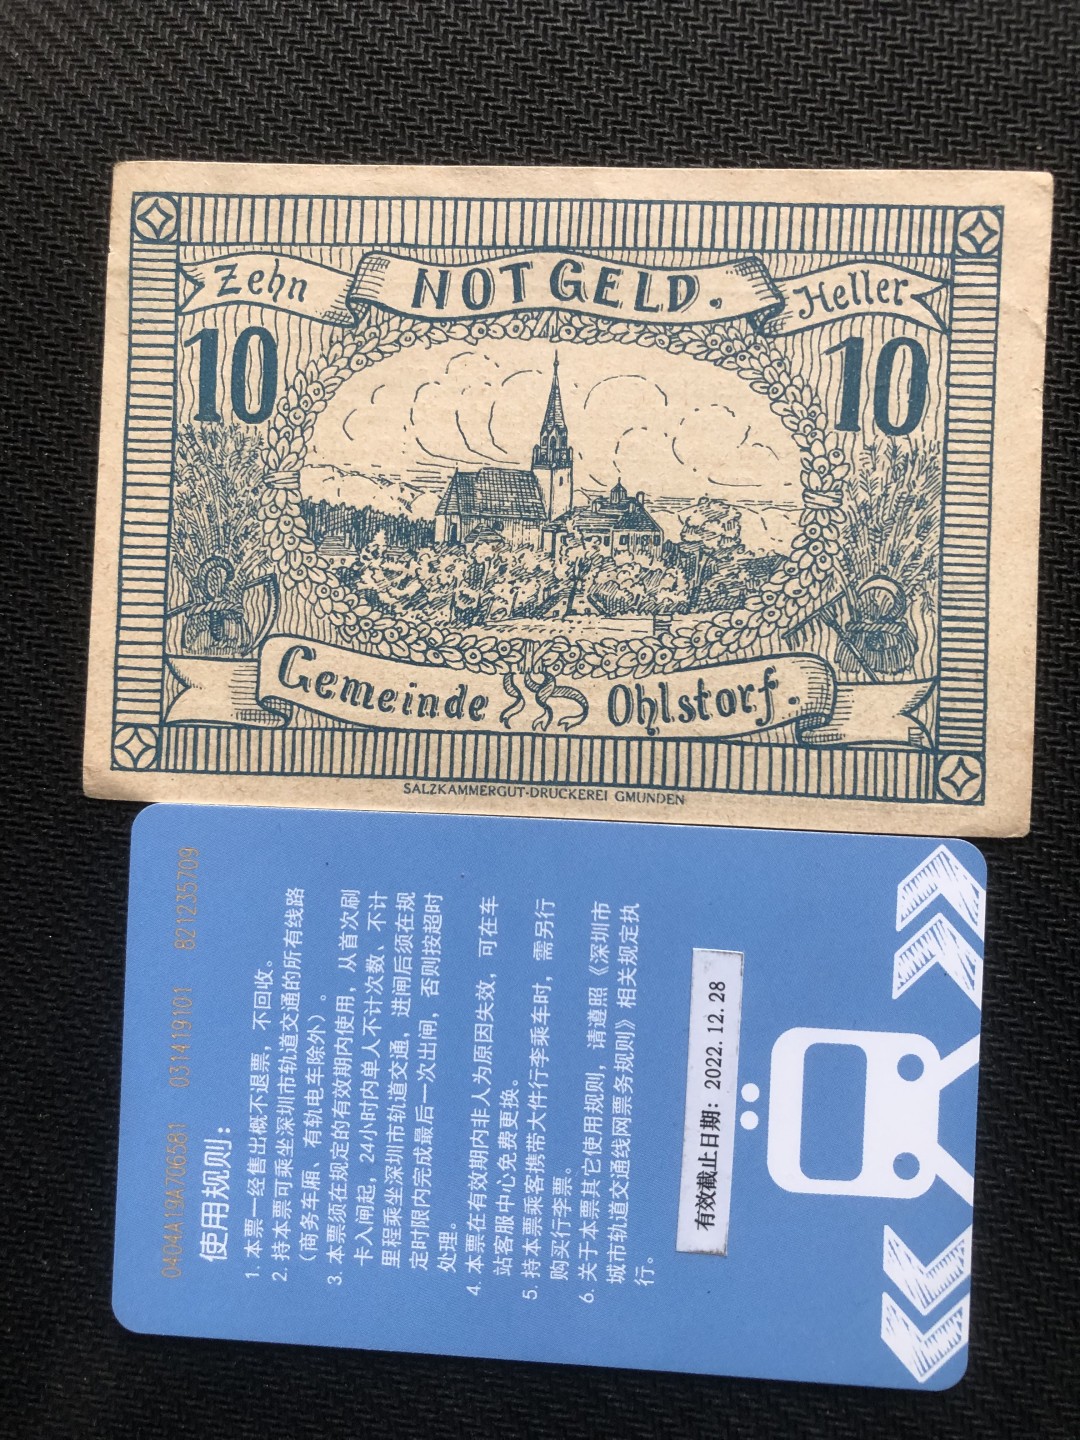 Zehn NOTGELD. Heller
10 10
Gemeinde Ohlstorf.
SALZKAMMERGUT-DRUCKEREI GMUNDEN
0404A19A706581 031419101 821235709
使用规则：
1. 本票一经售出概不退票，不回收。
2. 持本票可乘坐深圳市轨道交通的所有线路
（商务车厢、有轨电车除外）。
3. 本票须在规定的有效期内使用，从首次刷
卡入闸起，24小时内单人不计次数、不计
里程乘坐深圳市轨道交通，进闸后须在规
定时限内完成最后一次出闸，否则按超时
处理。
4. 本票在有效期内非人为原因失效，可在车
站客服中心免费更换。
5. 持本票乘客携带大件行李乘车时，需另行
购买行李票。
6. 关于本票其它使用规则，请遵照《深圳市
城市轨道交通线网票务规则》相关规定执
行。
有效截止日期：2022.12.28